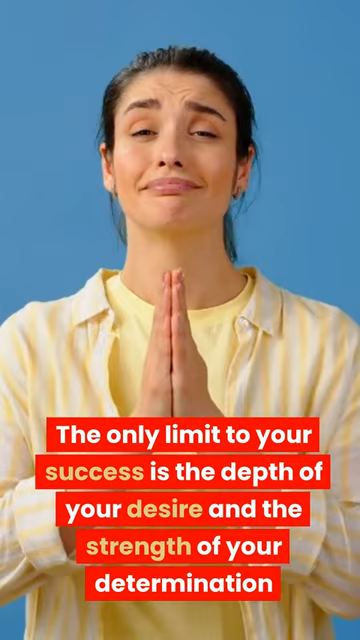 The only limit to your
success is the depth of
your desire and the
strength of your
determination